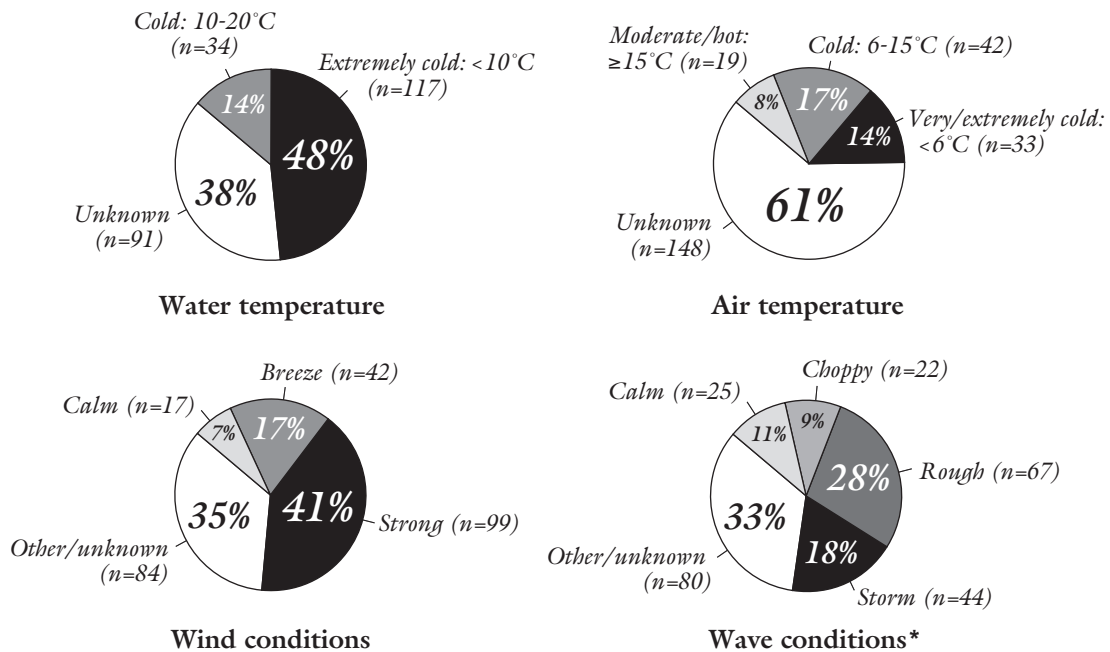 Cold: 10-20°C
(n=34)
Extremely cold: <10°C
(n=117)
14%
48%
38%
Unknown
(n=91)
Water temperature
Moderate/hot:
≥15°C (n=19)
Cold: 6-15°C (n=42)
Very/extremely cold:
<6°C (n=33)
8%
17%
14%
61%
Unknown
(n=148)
Air temperature
Breeze (n=42)
Calm (n=17)
7%
17%
41%
35%
Strong (n=99)
Other/unknown
(n=84)
Wind conditions
Choppy (n=22)
Calm (n=25)
11%
9%
28%
Rough (n=67)
33%
18%
Other/unknown
(n=80)
Storm (n=44)
Wave conditions*